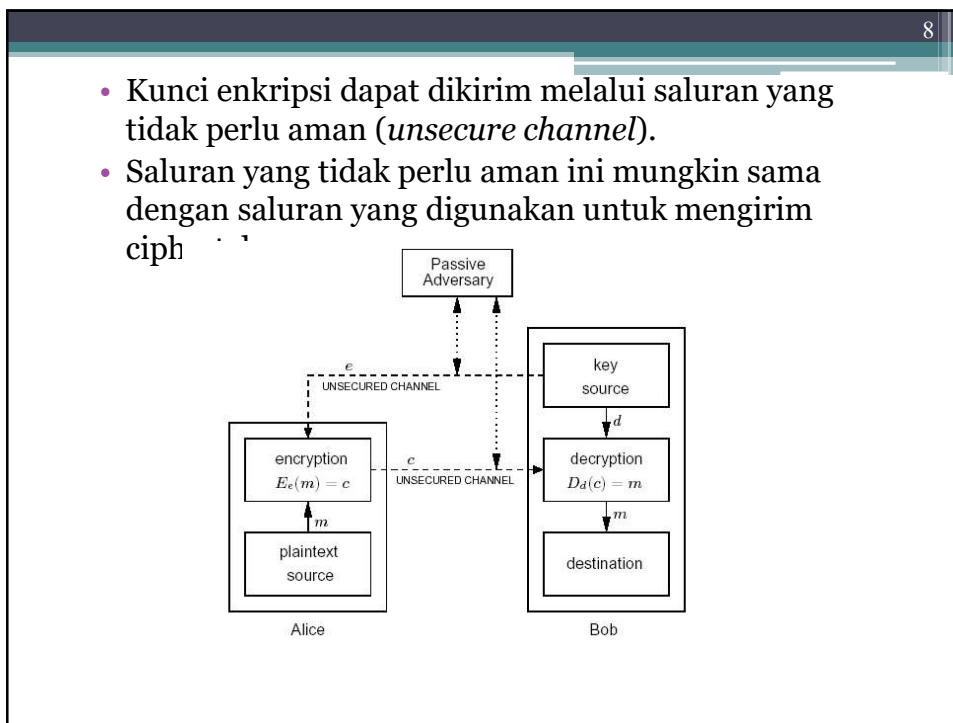 8
• Kunci enkripsi dapat dikirim melalui saluran yang
tidak perlu aman (unsecure channel).
• Saluran yang tidak perlu aman ini mungkin sama
dengan saluran yang digunakan untuk mengirim
Passive
Adversary
e
UNSECURED CHANNEL
key
source
d
encryption
Eₑ(m) = c
c
UNSECURED CHANNEL
decryption
D_d(c) = m
m
m
plaintext
source
destination
Alice
Bob